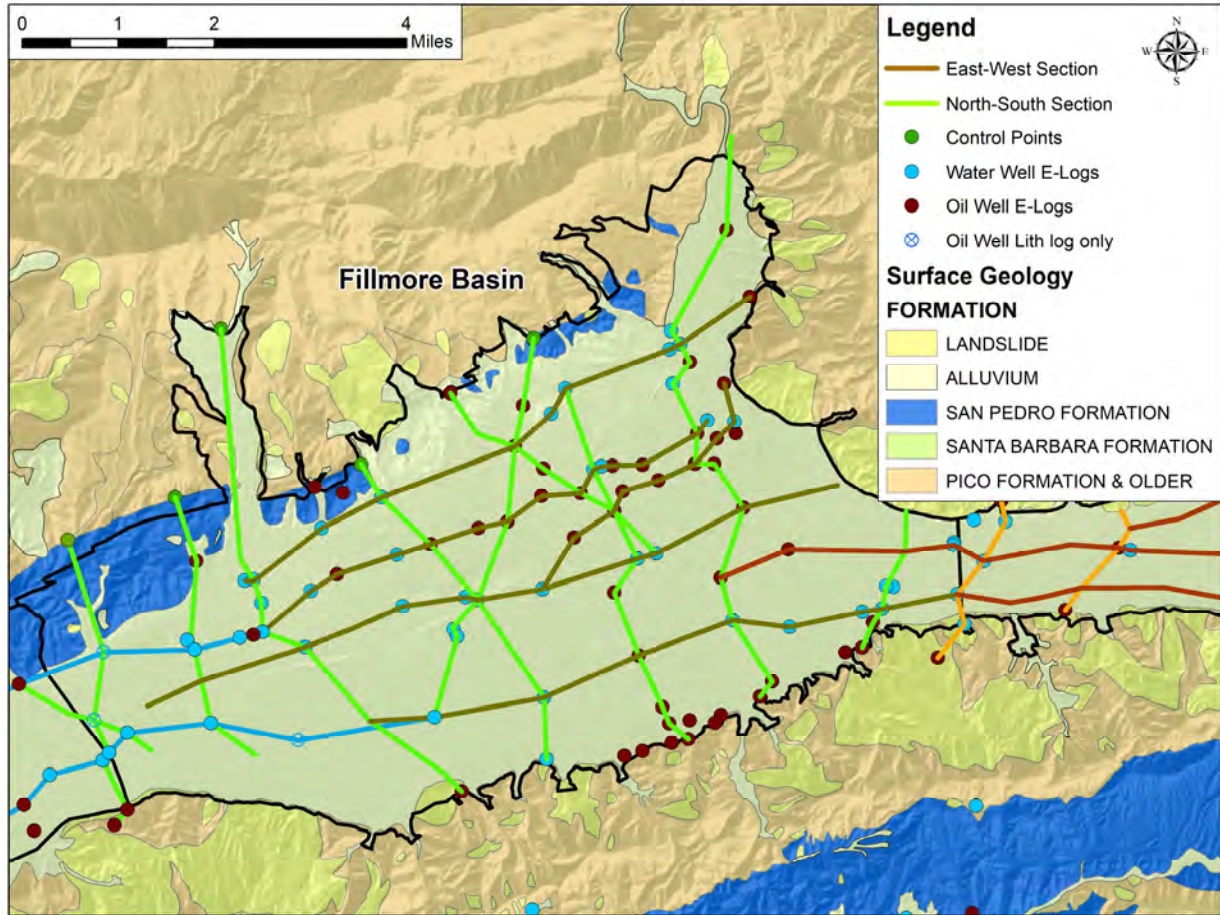 0 1 2 4
Miles
Fillmore Basin
Legend
N
W E
S
East-West Section
North-South Section
Control Points
Water Well E-Logs
Oil Well E-Logs
Oil Well Lith log only
Surface Geology
FORMATION
LANDSLIDE
ALLUVIUM
SAN PEDRO FORMATION
SANTA BARBARA FORMATION
PICO FORMATION & OLDER